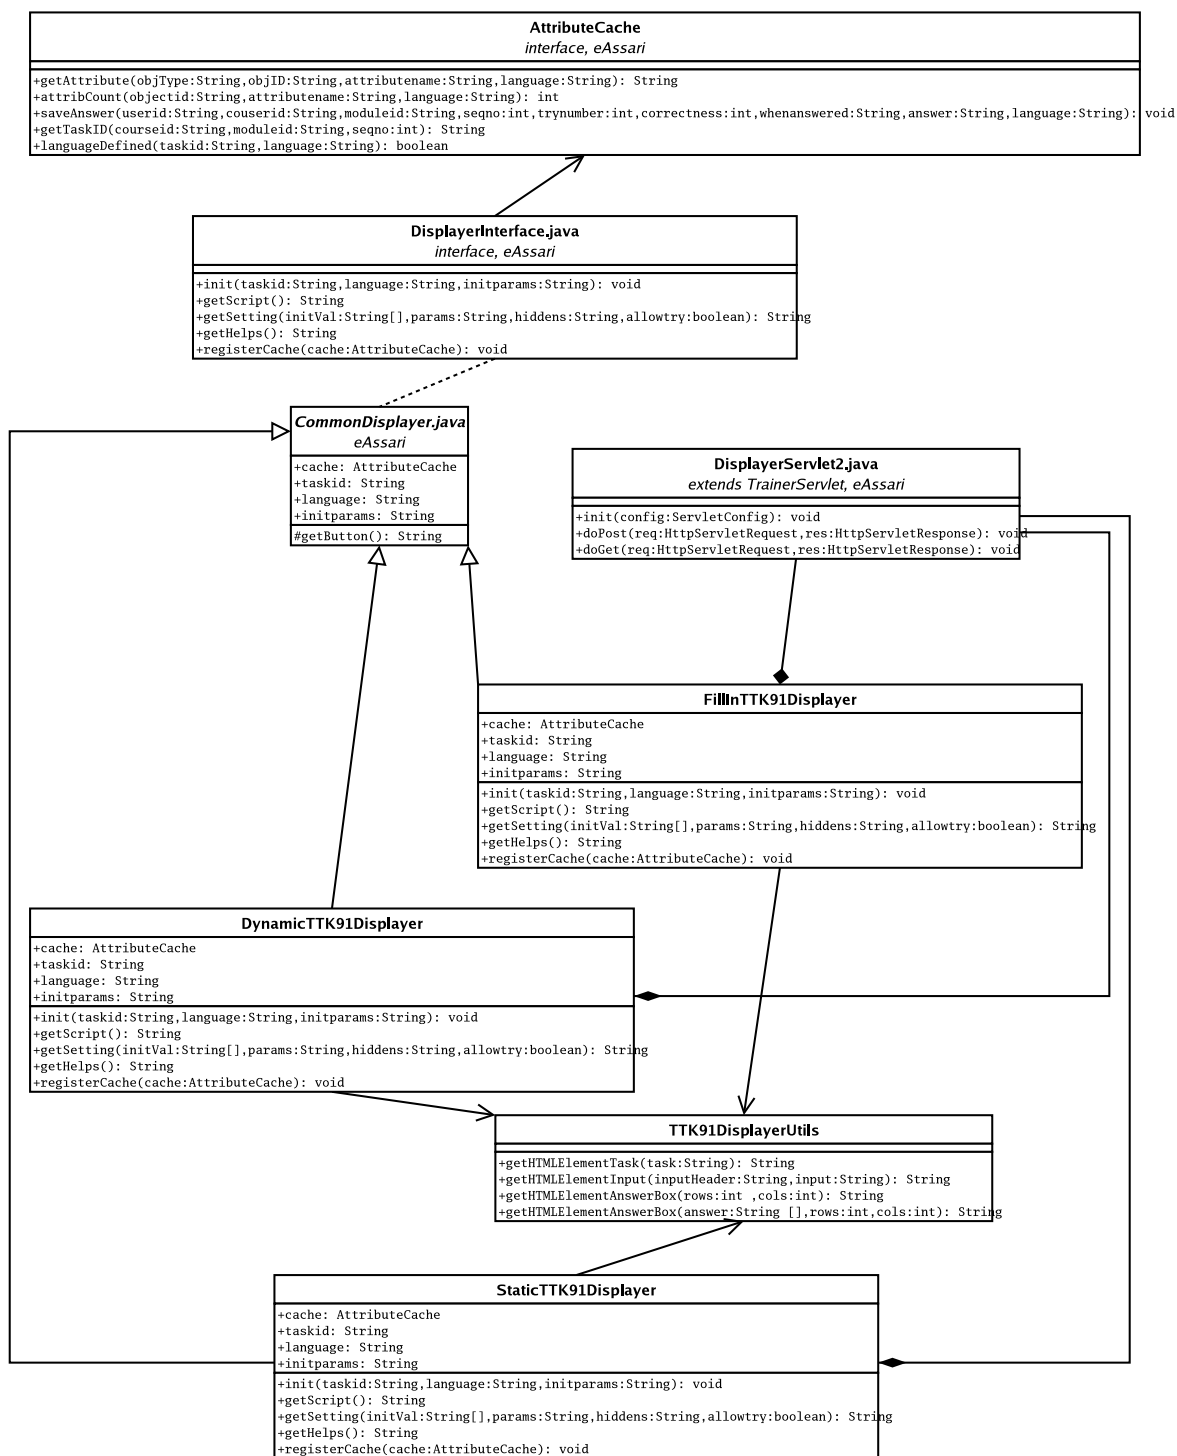 AttributeCache
interface, eAssari
+getAttribute(objType:String,objID:String,attributename:String,language:String): String
+attribCount(objectid:String,attributename:String,language:String): int
+saveAnswer(userid:String,couserid:String,moduleid:String,seqno:int,trynumber:int,correctness:int,whenanswered:String,answer:String,language:String): void
+getTaskID(courseid:String,moduleid:String,seqno:int): String
+languageDefined(taskid:String,language:String): boolean
DisplayerInterface.java
interface, eAssari
+init(taskid:String,language:String,initparams:String): void
+getScript(): String
+getSetting(initVal:String[],params:String,hiddens:String,allowtry:boolean): String
+getHelps(): String
+registerCache(cache:AttributeCache): void
CommonDisplayer.java
eAssari
+cache: AttributeCache
+taskid: String
+language: String
+initparams: String
#getButton(): String
DisplayerServlet2.java
extends TrainerServlet, eAssari
+init(config:ServletConfig): void
+doPost(req:HttpServletRequest,res:HttpServletResponse): void
+doGet(req:HttpServletRequest,res:HttpServletResponse): void
FillInTTK91Displayer
+cache: AttributeCache
+taskid: String
+language: String
+initparams: String
+init(taskid:String,language:String,initparams:String): void
+getScript(): String
+getSetting(initVal:String[],params:String,hiddens:String,allowtry:boolean): String
+getHelps(): String
+registerCache(cache:AttributeCache): void
DynamicTTK91Displayer
+cache: AttributeCache
+taskid: String
+language: String
+initparams: String
+init(taskid:String,language:String,initparams:String): void
+getScript(): String
+getSetting(initVal:String[],params:String,hiddens:String,allowtry:boolean): String
+getHelps(): String
+registerCache(cache:AttributeCache): void
TTK91DisplayerUtils
+getHTMLElementTask(task:String): String
+getHTMLElementInput(inputHeader:String,input:String): String
+getHTMLElementAnswerBox(rows:int ,cols:int): String
+getHTMLElementAnswerBox(answer:String [],rows:int,cols:int): String
StaticTTK91Displayer
+cache: AttributeCache
+taskid: String
+language: String
+initparams: String
+init(taskid:String,language:String,initparams:String): void
+getScript(): String
+getSetting(initVal:String[],params:String,hiddens:String,allowtry:boolean): String
+getHelps(): String
+registerCache(cache:AttributeCache): void